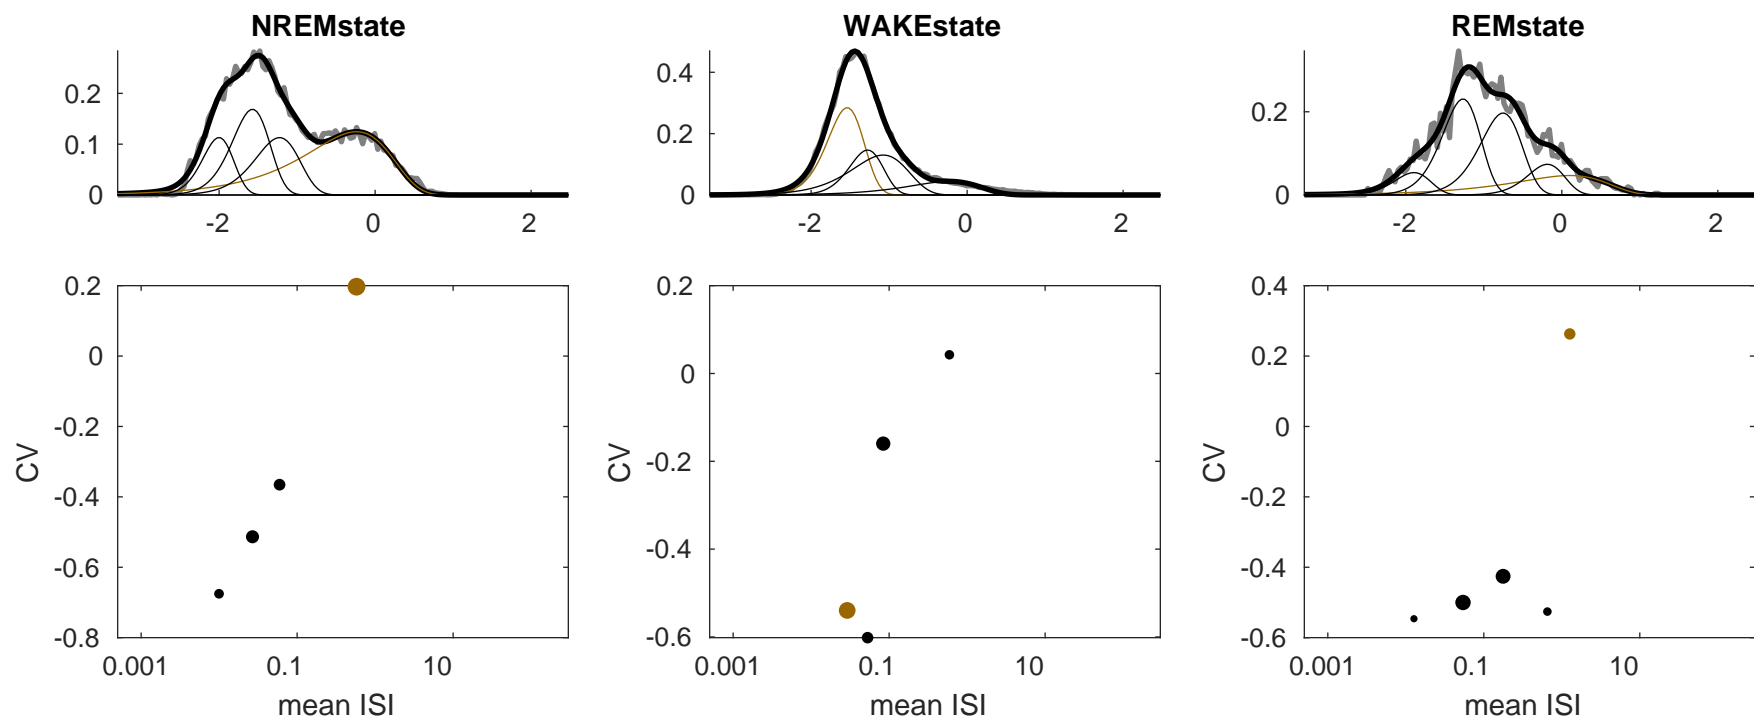 NREMstate WAKEstate REMstate
0.2 0.4
0.2
0.1 0.2
0 0 0
-2 0 2 -2 0 2 -2 0 2
0.2 0.2 0.4
0 0 0.2
-0.2 0
-0.4 -0.2 -0.2
-0.6 -0.4 -0.4
-0.8 -0.6 -0.6
CV CV CV
0.001 0.1 10 0.001 0.1 10 0.001 0.1 10
mean ISI mean ISI mean ISI